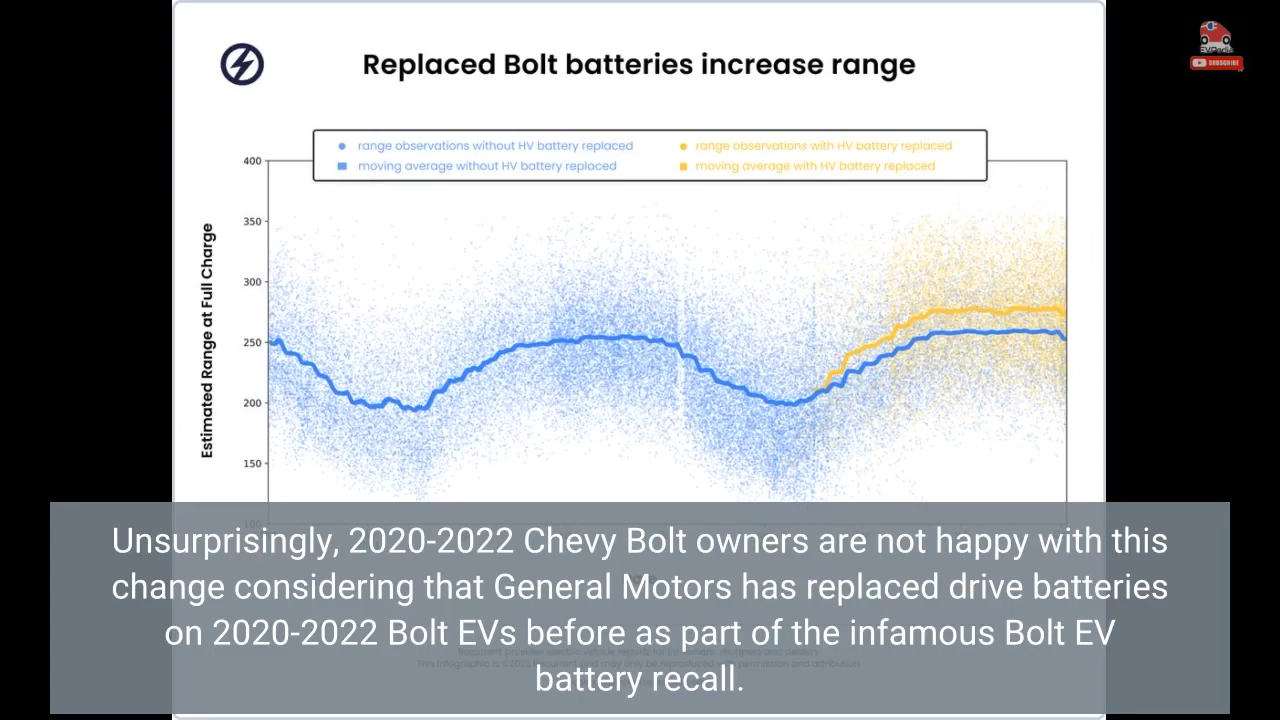 Replaced Bolt batteries increase range
SUBSCRIBE
range observations without HV battery replaced
range observations with HV battery replaced
moving average without HV battery replaced
moving average with HV battery replaced
Estimated Range at Full Charge
400
350
300
250
200
150
100
Unsurprisingly, 2020-2022 Chevy Bolt owners are not happy with this
change considering that General Motors has replaced drive batteries
on 2020-2022 Bolt EVs before as part of the infamous Bolt EV
battery recall.